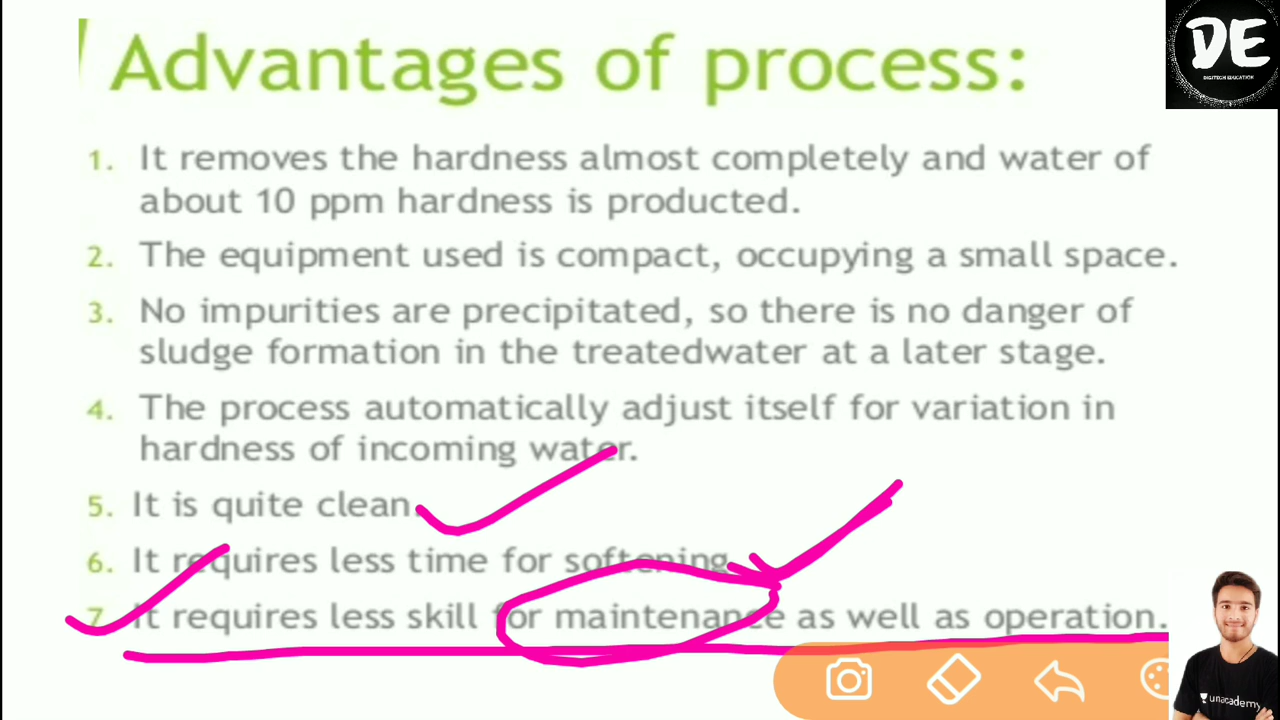 Advantages of process:
DE
DIGITECH EDUCATION
1. It removes the hardness almost completely and water of
about 10 ppm hardness is producted.
2. The equipment used is compact, occupying a small space.
3. No impurities are precipitated, so there is no danger of
sludge formation in the treatedwater at a later stage.
4. The process automatically adjust itself for variation in
hardness of incoming water.
5. It is quite clean.
6. It requires less time for softening.
7. It requires less skill for maintenance as well as operation.
unacademy